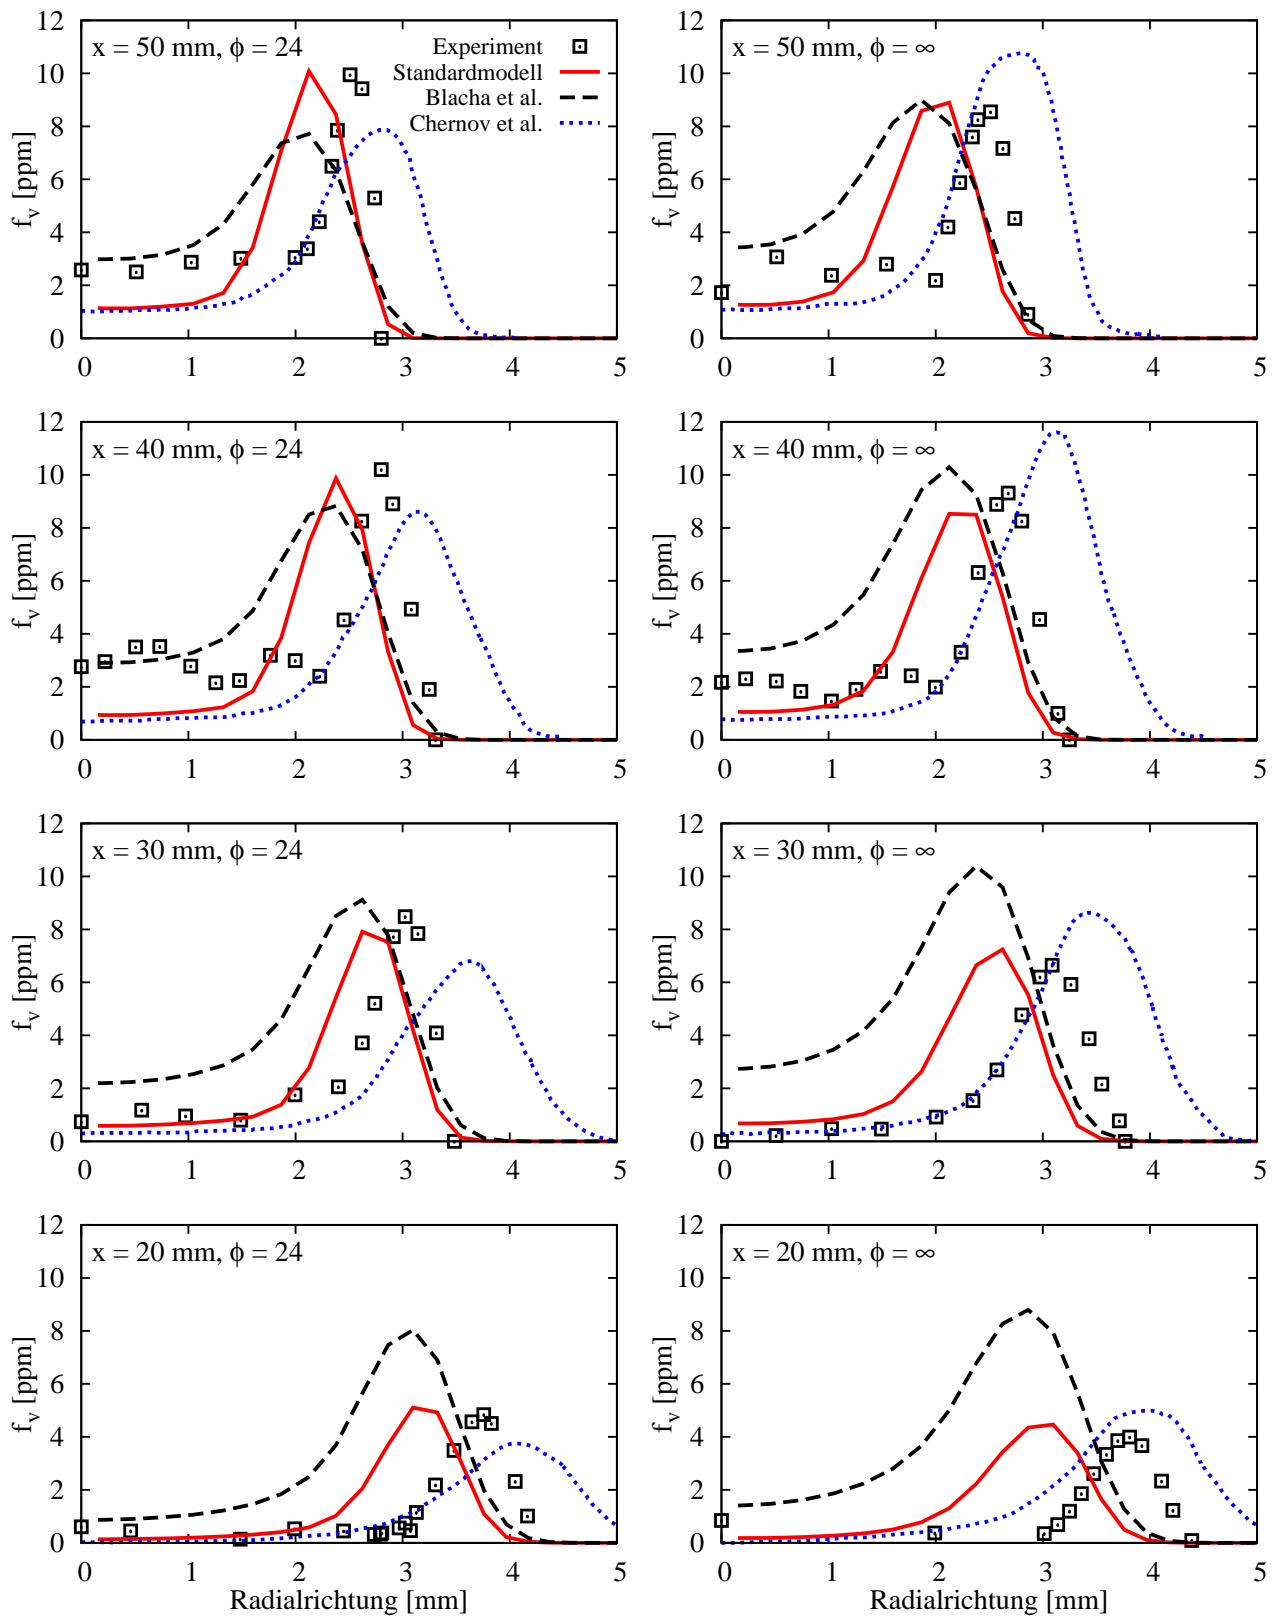 x = 50 mm, ϕ = 24
Experiment
Standardmodell
Blacha et al.
Chernov et al.
f_v [ppm]
0 2 4 6 8 10 12
0 1 2 3 4 5
x = 50 mm, ϕ = ∞
f_v [ppm]
0 2 4 6 8 10 12
0 1 2 3 4 5
x = 40 mm, ϕ = 24
f_v [ppm]
0 2 4 6 8 10 12
0 1 2 3 4 5
x = 40 mm, ϕ = ∞
f_v [ppm]
0 2 4 6 8 10 12
0 1 2 3 4 5
x = 30 mm, ϕ = 24
f_v [ppm]
0 2 4 6 8 10 12
0 1 2 3 4 5
x = 30 mm, ϕ = ∞
f_v [ppm]
0 2 4 6 8 10 12
0 1 2 3 4 5
x = 20 mm, ϕ = 24
f_v [ppm]
0 2 4 6 8 10 12
0 1 2 3 4 5
Radialrichtung [mm]
x = 20 mm, ϕ = ∞
f_v [ppm]
0 2 4 6 8 10 12
0 1 2 3 4 5
Radialrichtung [mm]